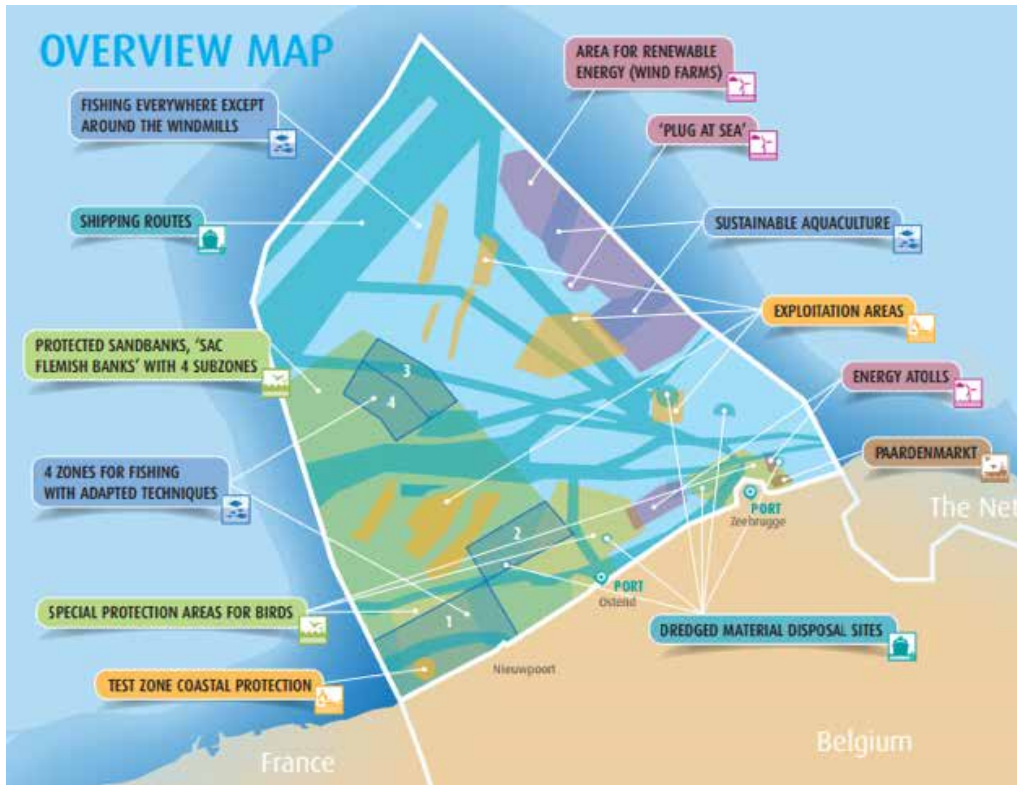 OVERVIEW MAP
AREA FOR RENEWABLE
ENERGY (WIND FARMS)
FISHING EVERYWHERE EXCEPT
AROUND THE WINDMILLS
'PLUG AT SEA'
SHIPPING ROUTES
SUSTAINABLE AQUACULTURE
EXPLOITATION AREAS
PROTECTED SANDBANKS, 'SAC
FLEMISH BANKS' WITH 4 SUBZONES
3
ENERGY ATOLLS
4
PAARDENMARKT
4 ZONES FOR FISHING
WITH ADAPTED TECHNIQUES
The Net
PORT
Zeebrugge
2
PORT
Ostend
SPECIAL PROTECTION AREAS FOR BIRDS
1
DREDGED MATERIAL DISPOSAL SITES
Nieuwpoort
TEST ZONE COASTAL PROTECTION
Belgium
France